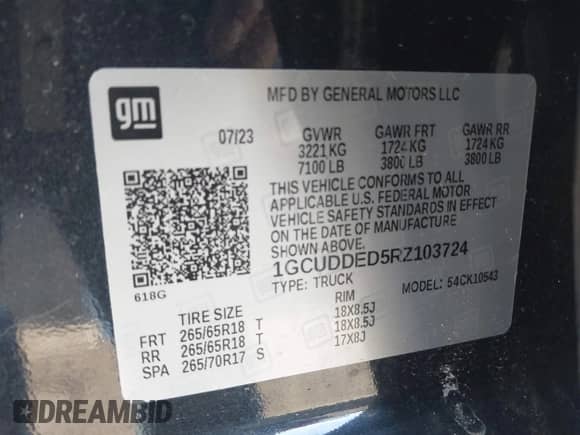 gm
MFD BY GENERAL MOTORS LLC
07/23 GVWR GAWR FRT GAWR RR
3221 KG 1724 KG 1724 KG
7100 LB 3800 LB 3800 LB
THIS VEHICLE CONFORMS TO ALL
APPLICABLE U.S. FEDERAL MOTOR
VEHICLE SAFETY STANDARDS IN EFFECT
ON THE DATE OF MANUFACTURE
SHOWN ABOVE.
1GCUDDED5RZ103724
618G
TYPE: TRUCK MODEL: 54CK10543
TIRE SIZE RIM
FRT 265/65R18 T 18X8.5J
RR 265/65R18 T 18X8.5J
SPA 265/70R17 S 17X8J
DREAMBID